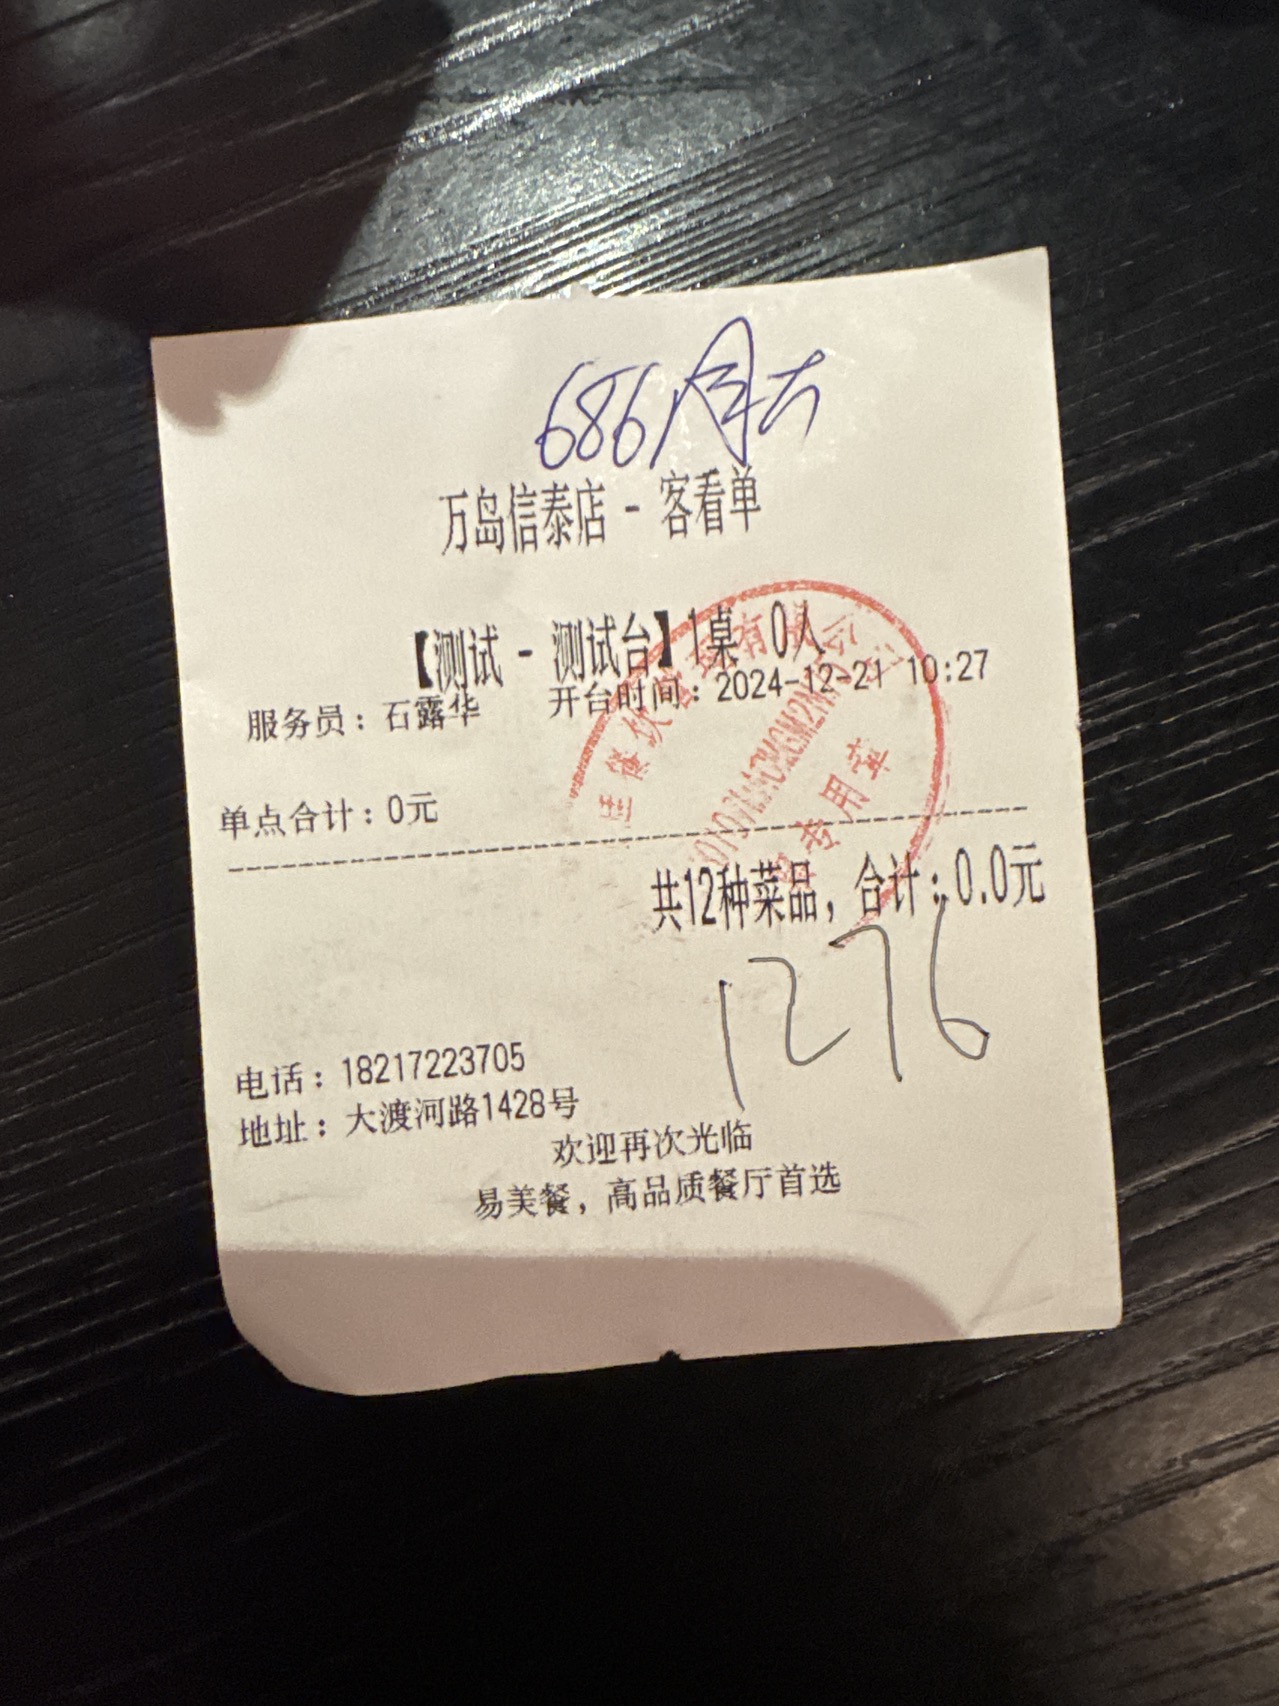 686
万岛信泰店 - 客看单
【测试 - 测试台】1桌 0人
服务员：石露华 开台时间：2024-12-21 10:27
单点合计：0元
专用章
共12种菜品，合计：0.0元
1276
电话：18217223705
地址：大渡河路1428号
欢迎再次光临
易美餐，高品质餐厅首选